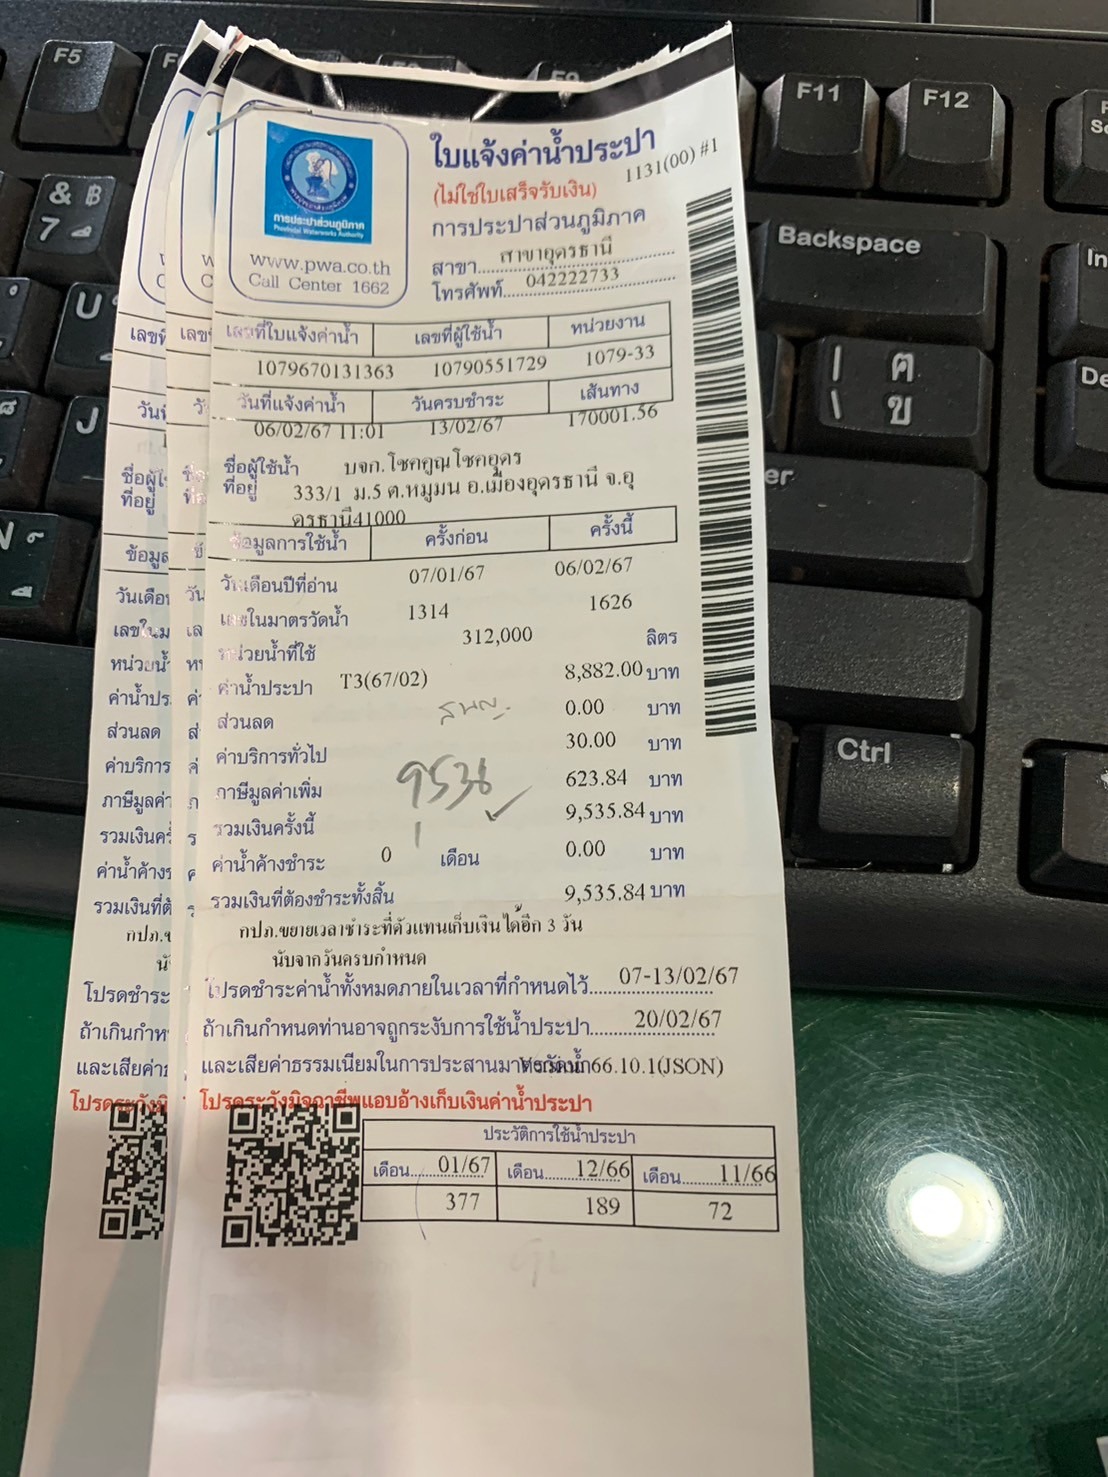 F5
F11
F12
& ฿
7
U
J
N
Backspace
In
De
ฅ
ข
er
Ctrl
การประปาส่วนภูมิภาค
Provincial Waterworks Authority
www.pwa.co.th
Call Center 1662
ใบแจ้งค่าน้ำประปา
1131(00) #1
(ไม่ใช่ใบเสร็จรับเงิน)
การประปาส่วนภูมิภาค
สาขา สาขาอุดรธานี
โทรศัพท์ 042222733
เลขที่ใบแจ้งค่าน้ำ เลขที่ผู้ใช้น้ำ หน่วยงาน
1079670131363 10790551729 1079-33
วันที่แจ้งค่าน้ำ วันครบชำระ เส้นทาง
06/02/67 11:01 13/02/67 170001.56
ชื่อผู้ใช้น้ำ บจก.โชคคูณโชคอุดร
ที่อยู่ 333/1 ม.5 ต.หมูมน อ.เมืองอุดรธานี จ.อุ
ดรธานี41000
ข้อมูลการใช้น้ำ ครั้งก่อน ครั้งนี้
วันเดือนปีที่อ่าน 07/01/67 06/02/67
เลขในมาตรวัดน้ำ 1314 1626
หน่วยน้ำที่ใช้ 312,000 ลิตร
ค่าน้ำประปา T3(67/02) 8,882.00 บาท
ส่วนลด 0.00 บาท
ค่าบริการทั่วไป 30.00 บาท
ภาษีมูลค่าเพิ่ม 623.84 บาท
9536
รวมเงินครั้งนี้ 9,535.84 บาท
ค่าน้ำค้างชำระ 0 เดือน 0.00 บาท
รวมเงินที่ต้องชำระทั้งสิ้น 9,535.84 บาท
กปภ.ขยายเวลาชำระที่ตัวแทนเก็บเงินได้อีก 3 วัน
นับจากวันครบกำหนด
โปรดชำระค่าน้ำทั้งหมดภายในเวลาที่กำหนดไว้ 07-13/02/67
ถ้าเกินกำหนดท่านอาจถูกระงับการใช้น้ำประปา 20/02/67
และเสียค่าธรรมเนียมในการประสานมาตรวัดน้ำ 66.10.1(JSON)
โปรดระวังมิจฉาชีพแอบอ้างเก็บเงินค่าน้ำประปา
ประวัติการใช้น้ำประปา
เดือน 01/67 เดือน 12/66 เดือน 11/66
377 189 72